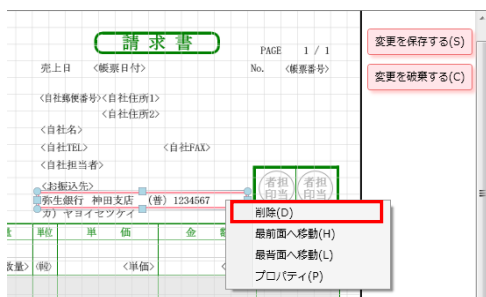 請求書
PAGE 1 / 1
変更を保存する(S)
売上日 <帳票日付>
No. <帳票番号>
変更を破棄する(C)
<自社郵便番号><自社住所1>
<自社住所2>
<自社名>
<自社TEL> <自社FAX>
<自社担当者>
<お振込先>
弥生銀行 神田支店 (普) 1234567
カ) ヤヨイセツケイ
者担 者担
印当 印当
削除(D)
最前面へ移動(H)
最背面へ移動(L)
プロパティ(P)
単位 単 価 金
数量> <単価> <